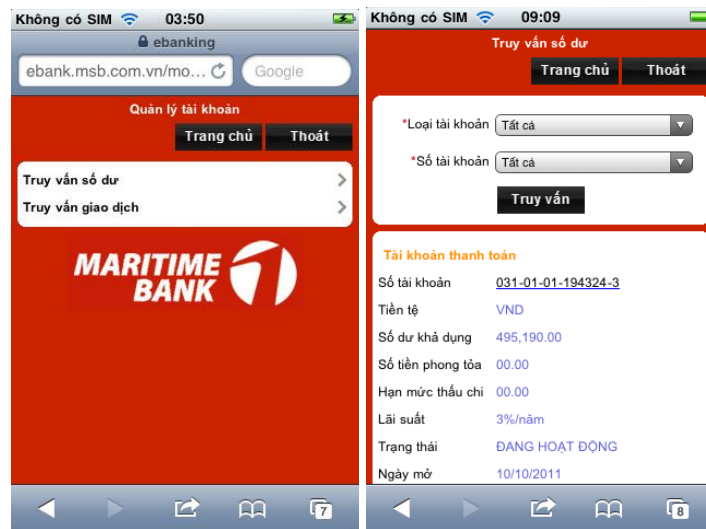 Không có SIM 03:50
ebanking
ebank.msb.com.vn/mo... Google
Quản lý tài khoản
Trang chủ Thoát
Truy vấn số dư
Truy vấn giao dịch
MARITIME
BANK
7
Không có SIM 09:09
Truy vấn số dư
Trang chủ Thoát
*Loại tài khoản Tất cả
*Số tài khoản Tất cả
Truy vấn
Tài khoản thanh toán
Số tài khoản 031-01-01-194324-3
Tiền tệ VND
Số dư khả dụng 495,190.00
Số tiền phong tỏa 00.00
Hạn mức thấu chi 00.00
Lãi suất 3%/năm
Trạng thái ĐANG HOẠT ĐỘNG
Ngày mở 10/10/2011
8